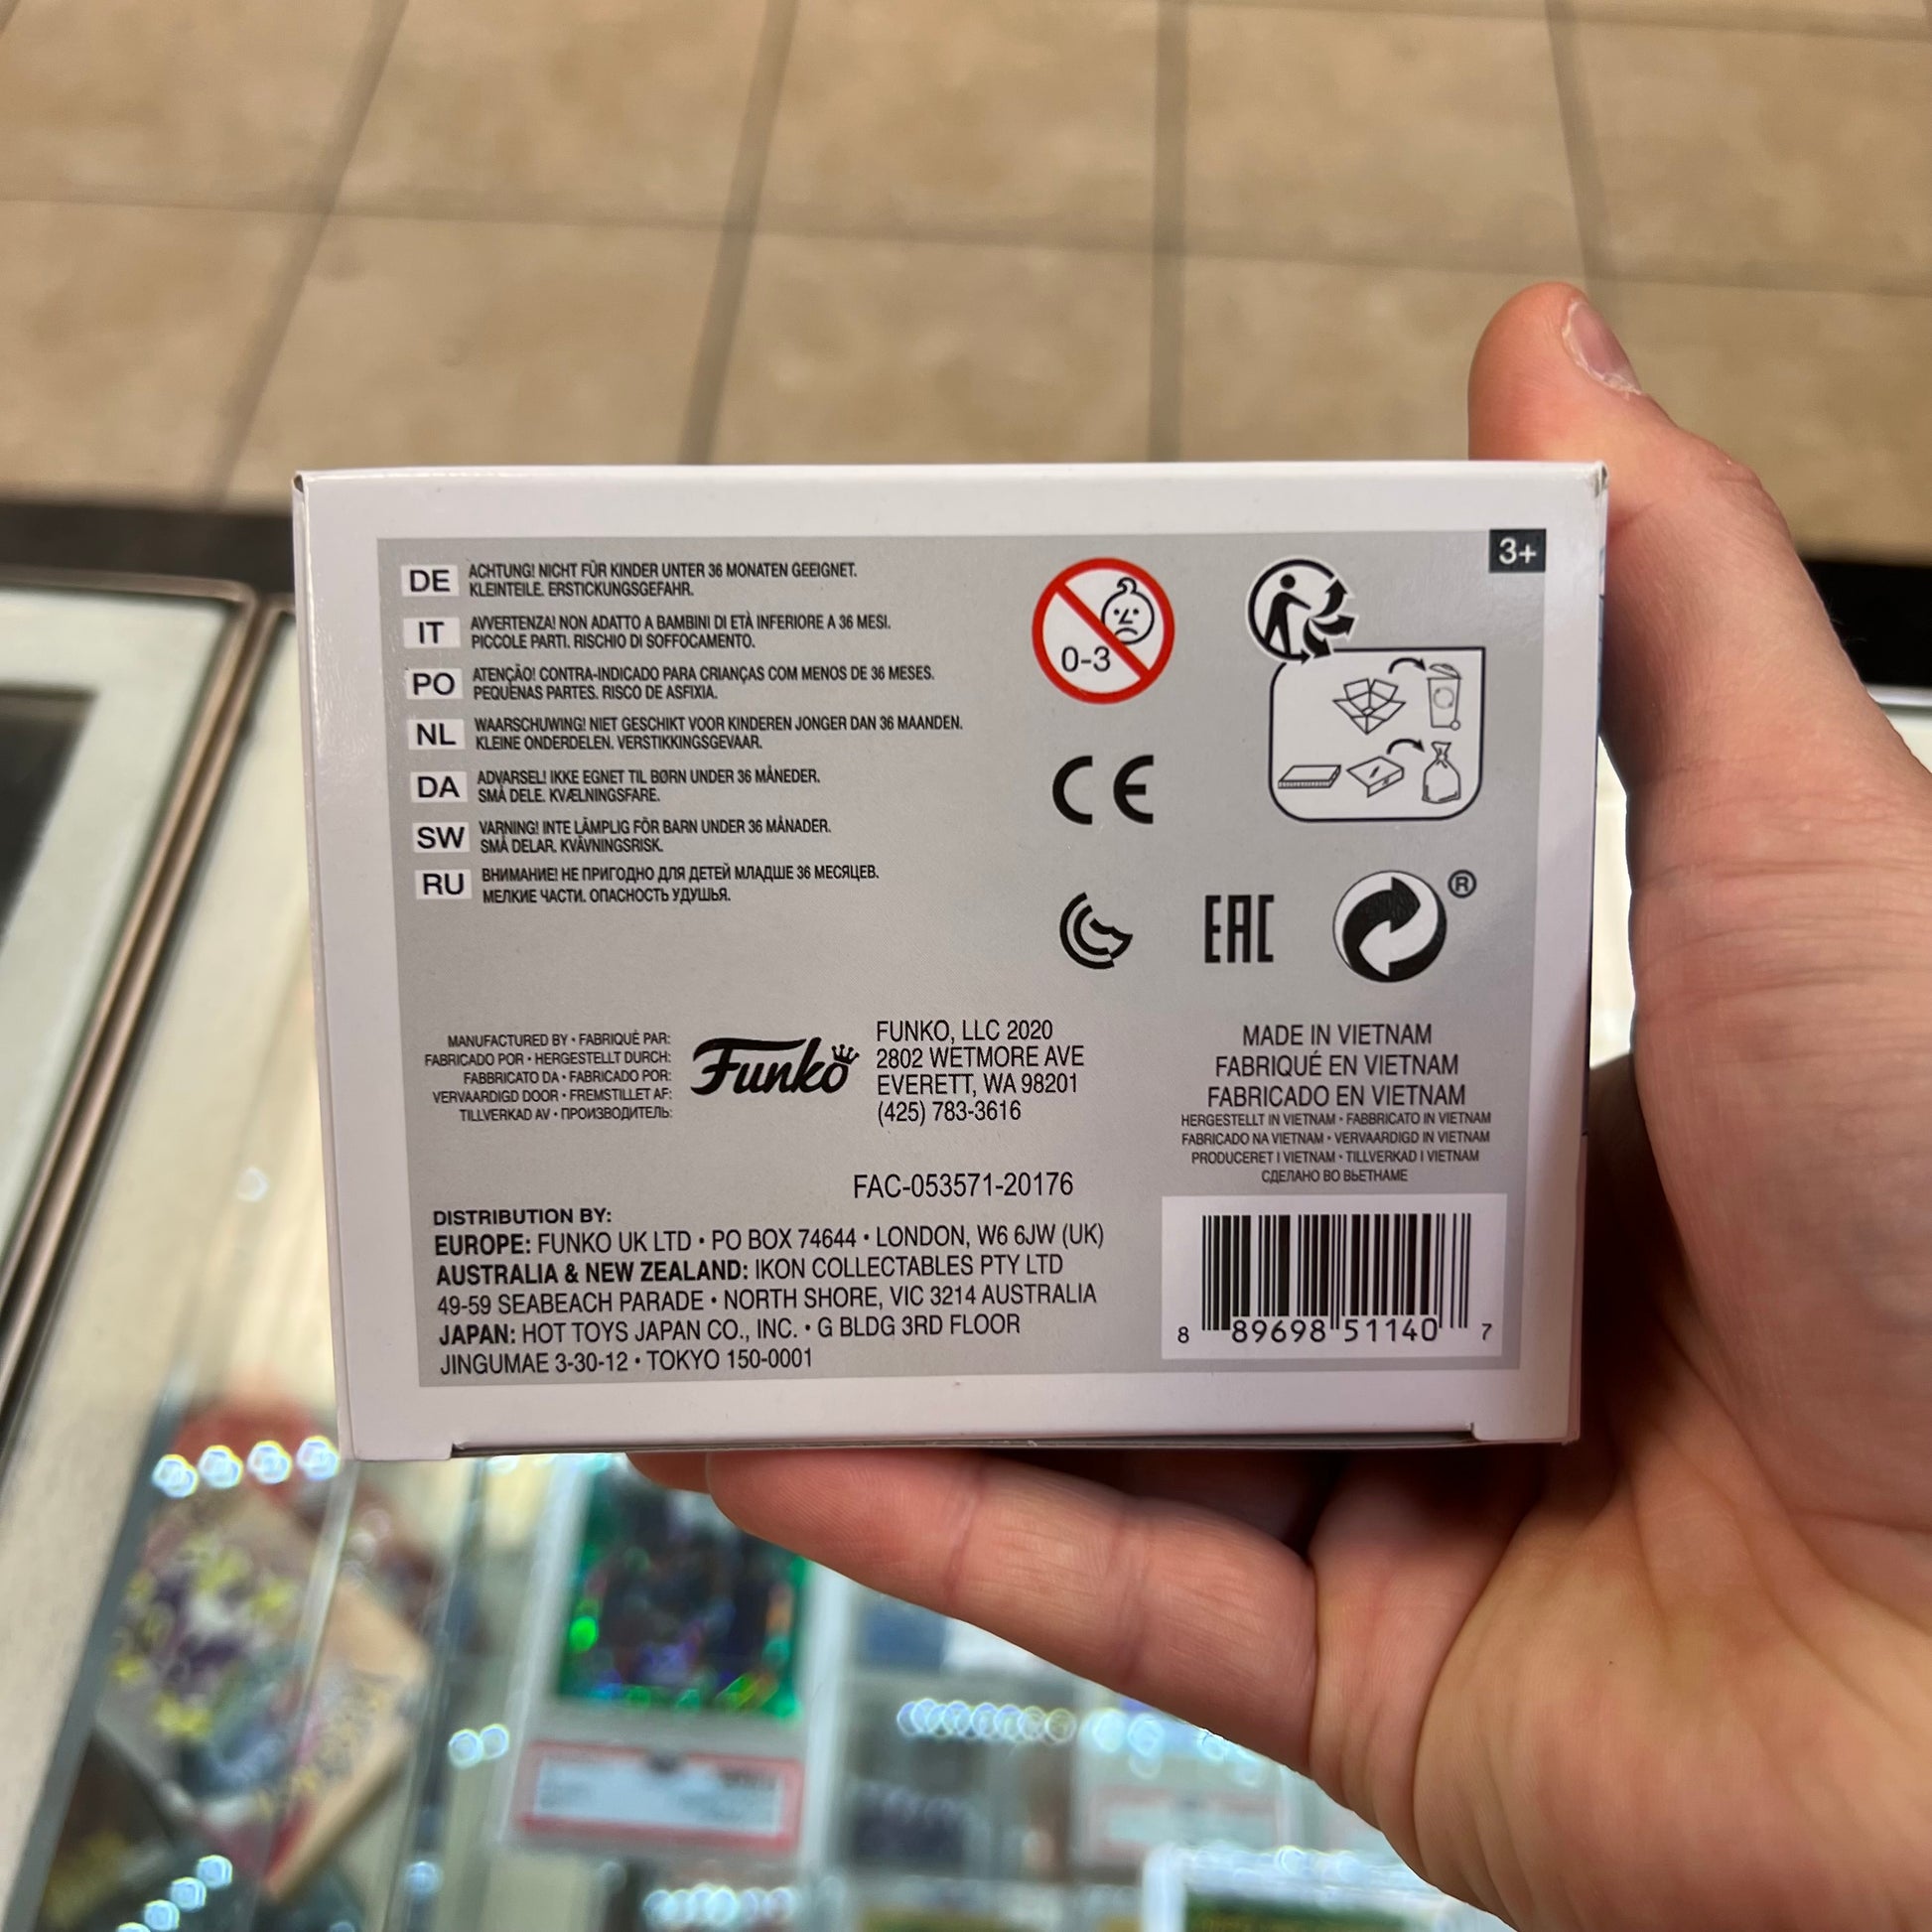 3+
DE ACHTUNG! NICHT FÜR KINDER UNTER 36 MONATEN GEEIGNET.
KLEINTEILE. ERSTICKUNGSGEFAHR.
IT AVVERTENZA! NON ADATTO A BAMBINI DI ETÀ INFERIORE A 36 MESI.
PICCOLE PARTI. RISCHIO DI SOFFOCAMENTO.
PO ATENÇÃO! CONTRA-INDICADO PARA CRIANÇAS COM MENOS DE 36 MESES.
PEQUENAS PARTES. RISCO DE ASFIXIA.
NL WAARSCHUWING! NIET GESCHIKT VOOR KINDEREN JONGER DAN 36 MAANDEN.
KLEINE ONDERDELEN. VERSTIKKINGSGEVAAR.
DA ADVARSEL! IKKE EGNET TIL BØRN UNDER 36 MÅNEDER.
SMÅ DELE. KVÆLNINGSFARE.
SW VARNING! INTE LÄMPLIG FÖR BARN UNDER 36 MÅNADER.
SMÅ DELAR. KVÄVNINGSRISK.
RU ВНИМАНИЕ! НЕ ПРИГОДНО ДЛЯ ДЕТЕЙ МЛАДШЕ 36 МЕСЯЦЕВ.
МЕЛКИЕ ЧАСТИ. ОПАСНОСТЬ УДУШЬЯ.
0-3
CE
EAC
®
MANUFACTURED BY • FABRIQUÉ PAR:
FABRICADO POR • HERGESTELLT DURCH:
FABBRICATO DA • FABRICADO POR:
VERVAARDIGD DOOR • FREMSTILLET AF:
TILLVERKAD AV • ПРОИЗВОДИТЕЛЬ:
Funko
FUNKO, LLC 2020
2802 WETMORE AVE
EVERETT, WA 98201
(425) 783-3616
MADE IN VIETNAM
FABRIQUÉ EN VIETNAM
FABRICADO EN VIETNAM
HERGESTELLT IN VIETNAM • FABBRICATO IN VIETNAM
FABRICADO NA VIETNAM • VERVAARDIGD IN VIETNAM
PRODUCERET I VIETNAM • TILLVERKAD I VIETNAM
СДЕЛАНО ВО ВЬЕТНАМЕ
FAC-053571-20176
DISTRIBUTION BY:
EUROPE: FUNKO UK LTD • PO BOX 74644 • LONDON, W6 6JW (UK)
AUSTRALIA & NEW ZEALAND: IKON COLLECTABLES PTY LTD
49-59 SEABEACH PARADE • NORTH SHORE, VIC 3214 AUSTRALIA
JAPAN: HOT TOYS JAPAN CO., INC. • G BLDG 3RD FLOOR
JINGUMAE 3-30-12 • TOKYO 150-0001
8 89698 51140 7